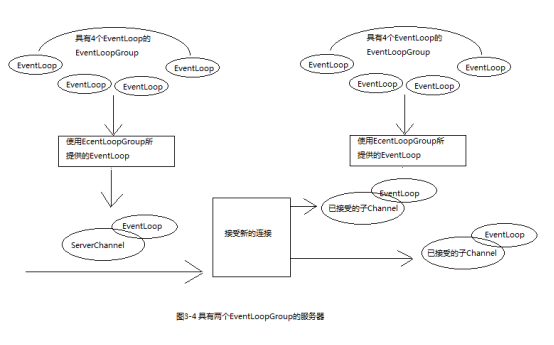 具有4个EventLoop的
EventLoopGroup
EventLoop
EventLoop
EventLoop
EventLoop
使用EcentLoopGroup所
提供的EventLoop
EventLoop
ServerChannel
接受新的连接
具有4个EventLoop的
EventLoopGroup
EventLoop
EventLoop
EventLoop
EventLoop
使用EcentLoopGroup所
提供的EventLoop
EventLoop
已接受的子Channel
EventLoop
已接受的子Channel
图3-4 具有两个EventLoopGroup的服务器